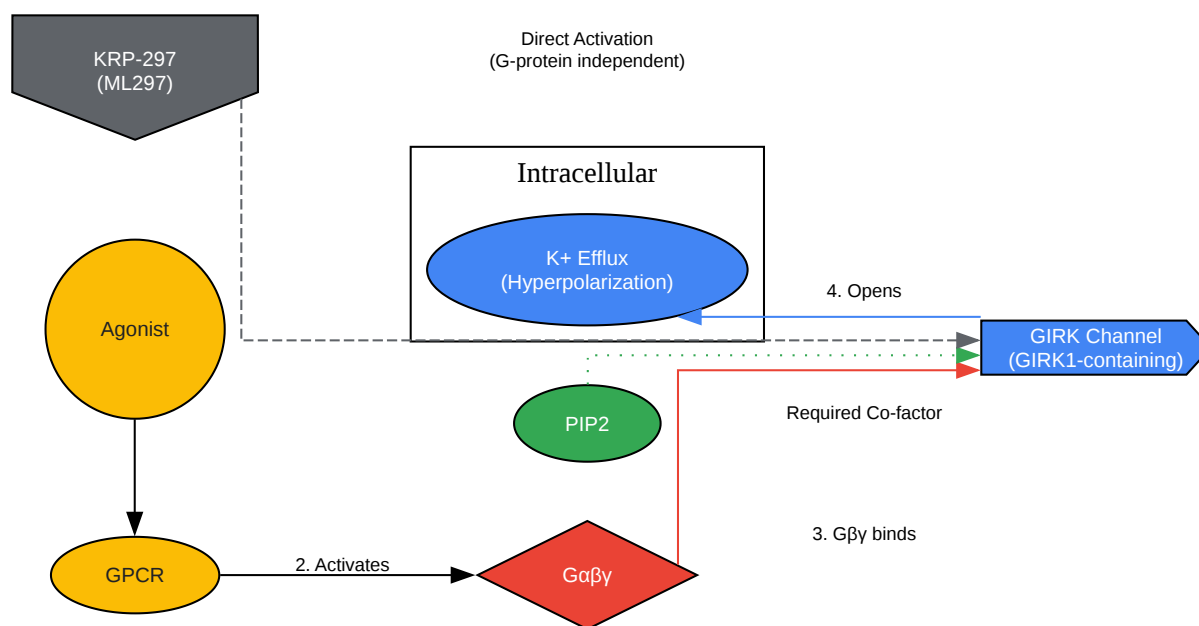 KRP-297
(ML297)
Direct Activation
(G-protein independent)
Intracellular
K+ Efflux
(Hyperpolarization)
4. Opens
Agonist
GIRK Channel
(GIRK1-containing)
PIP2
Required Co-factor
3. Gβγ binds
GPCR
2. Activates
Gαβγ